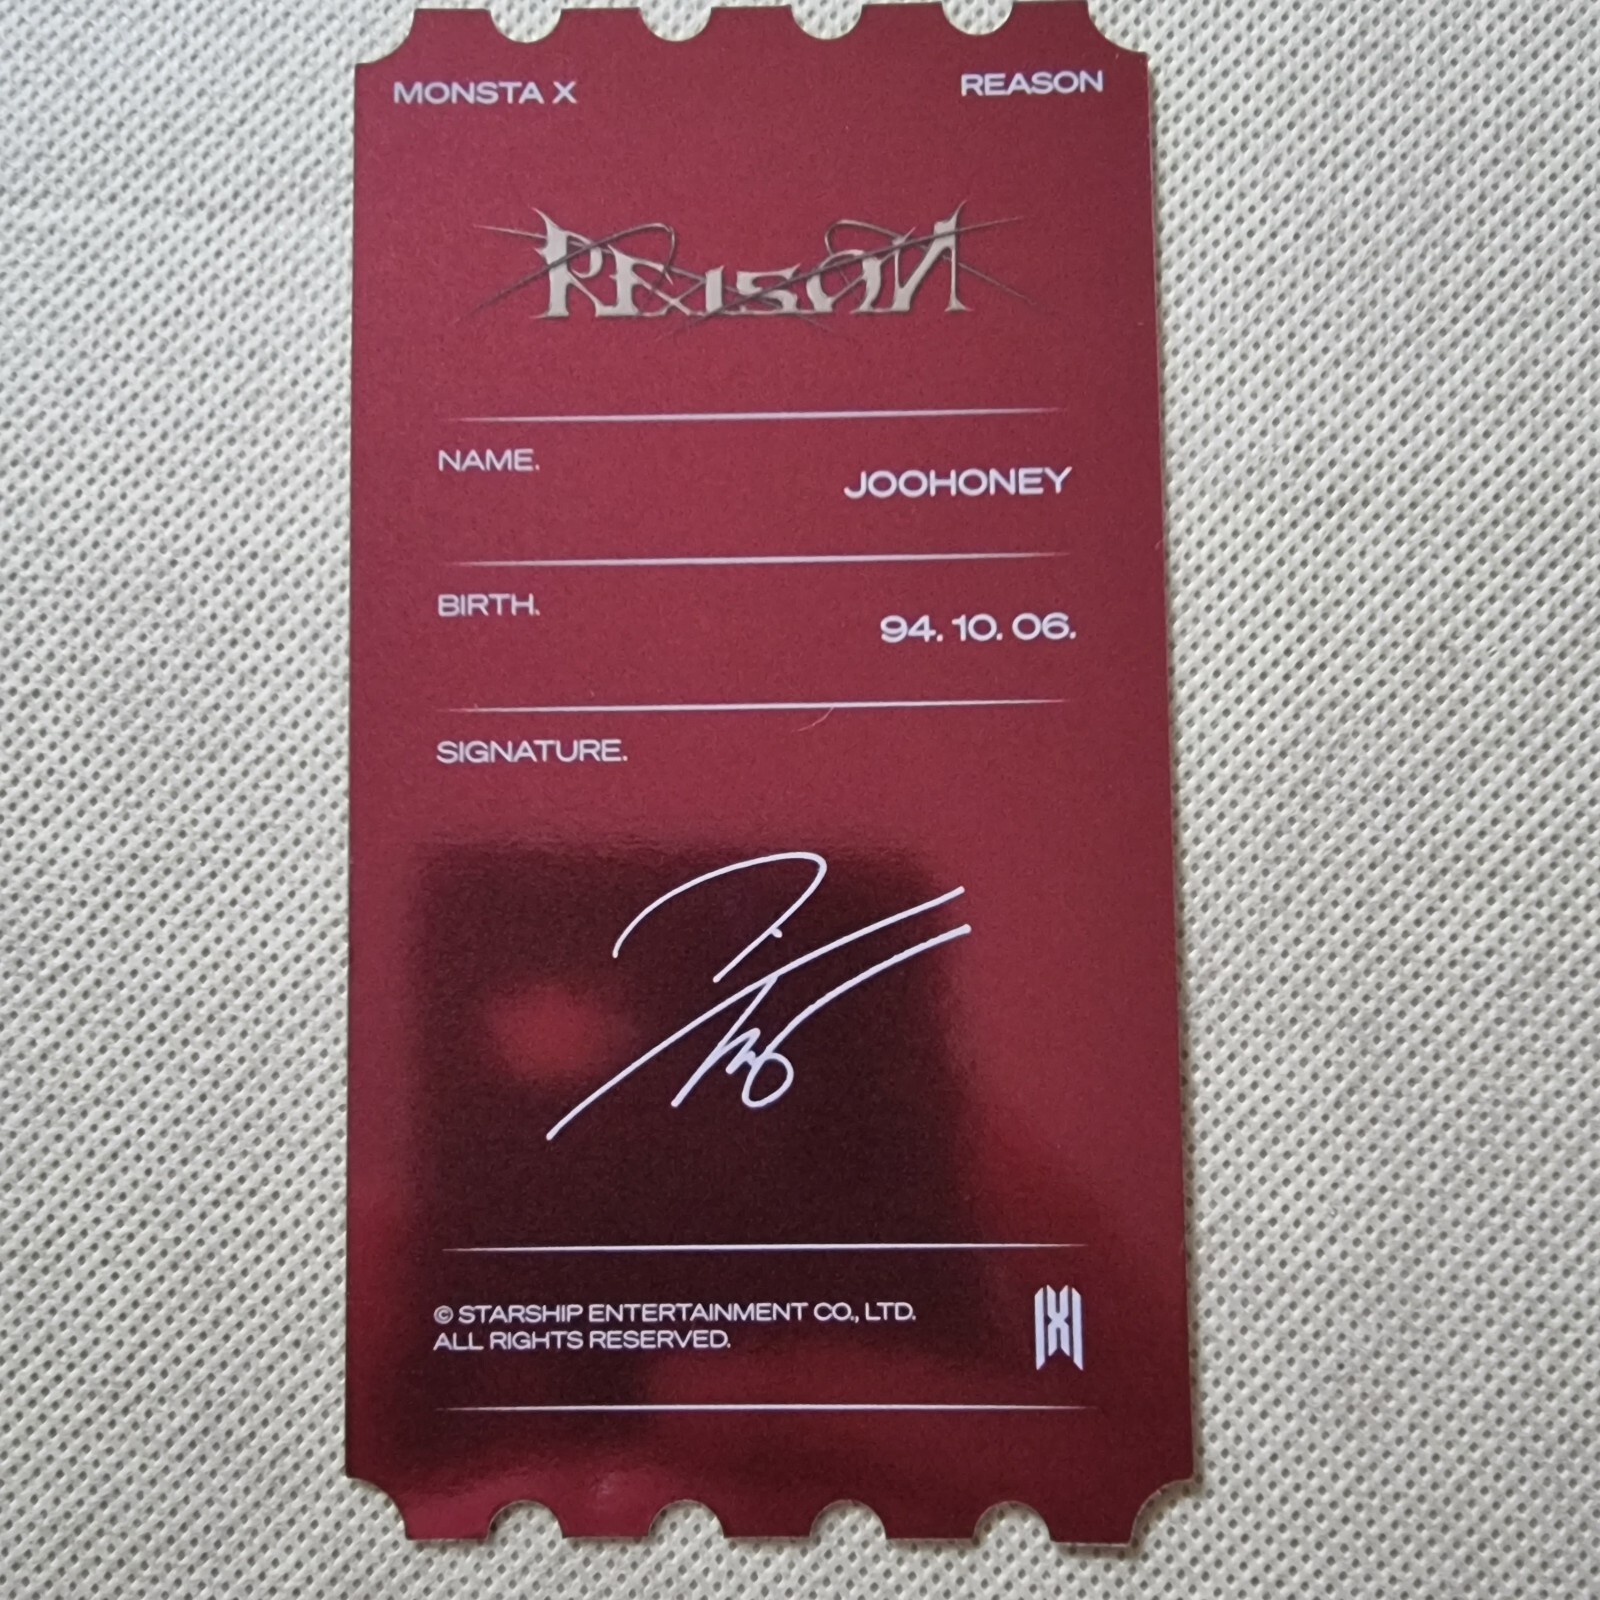 MONSTA X REASON
REASON
NAME.
JOOHONEY
BIRTH.
94. 10. 06.
SIGNATURE.
© STARSHIP ENTERTAINMENT CO., LTD.
ALL RIGHTS RESERVED.